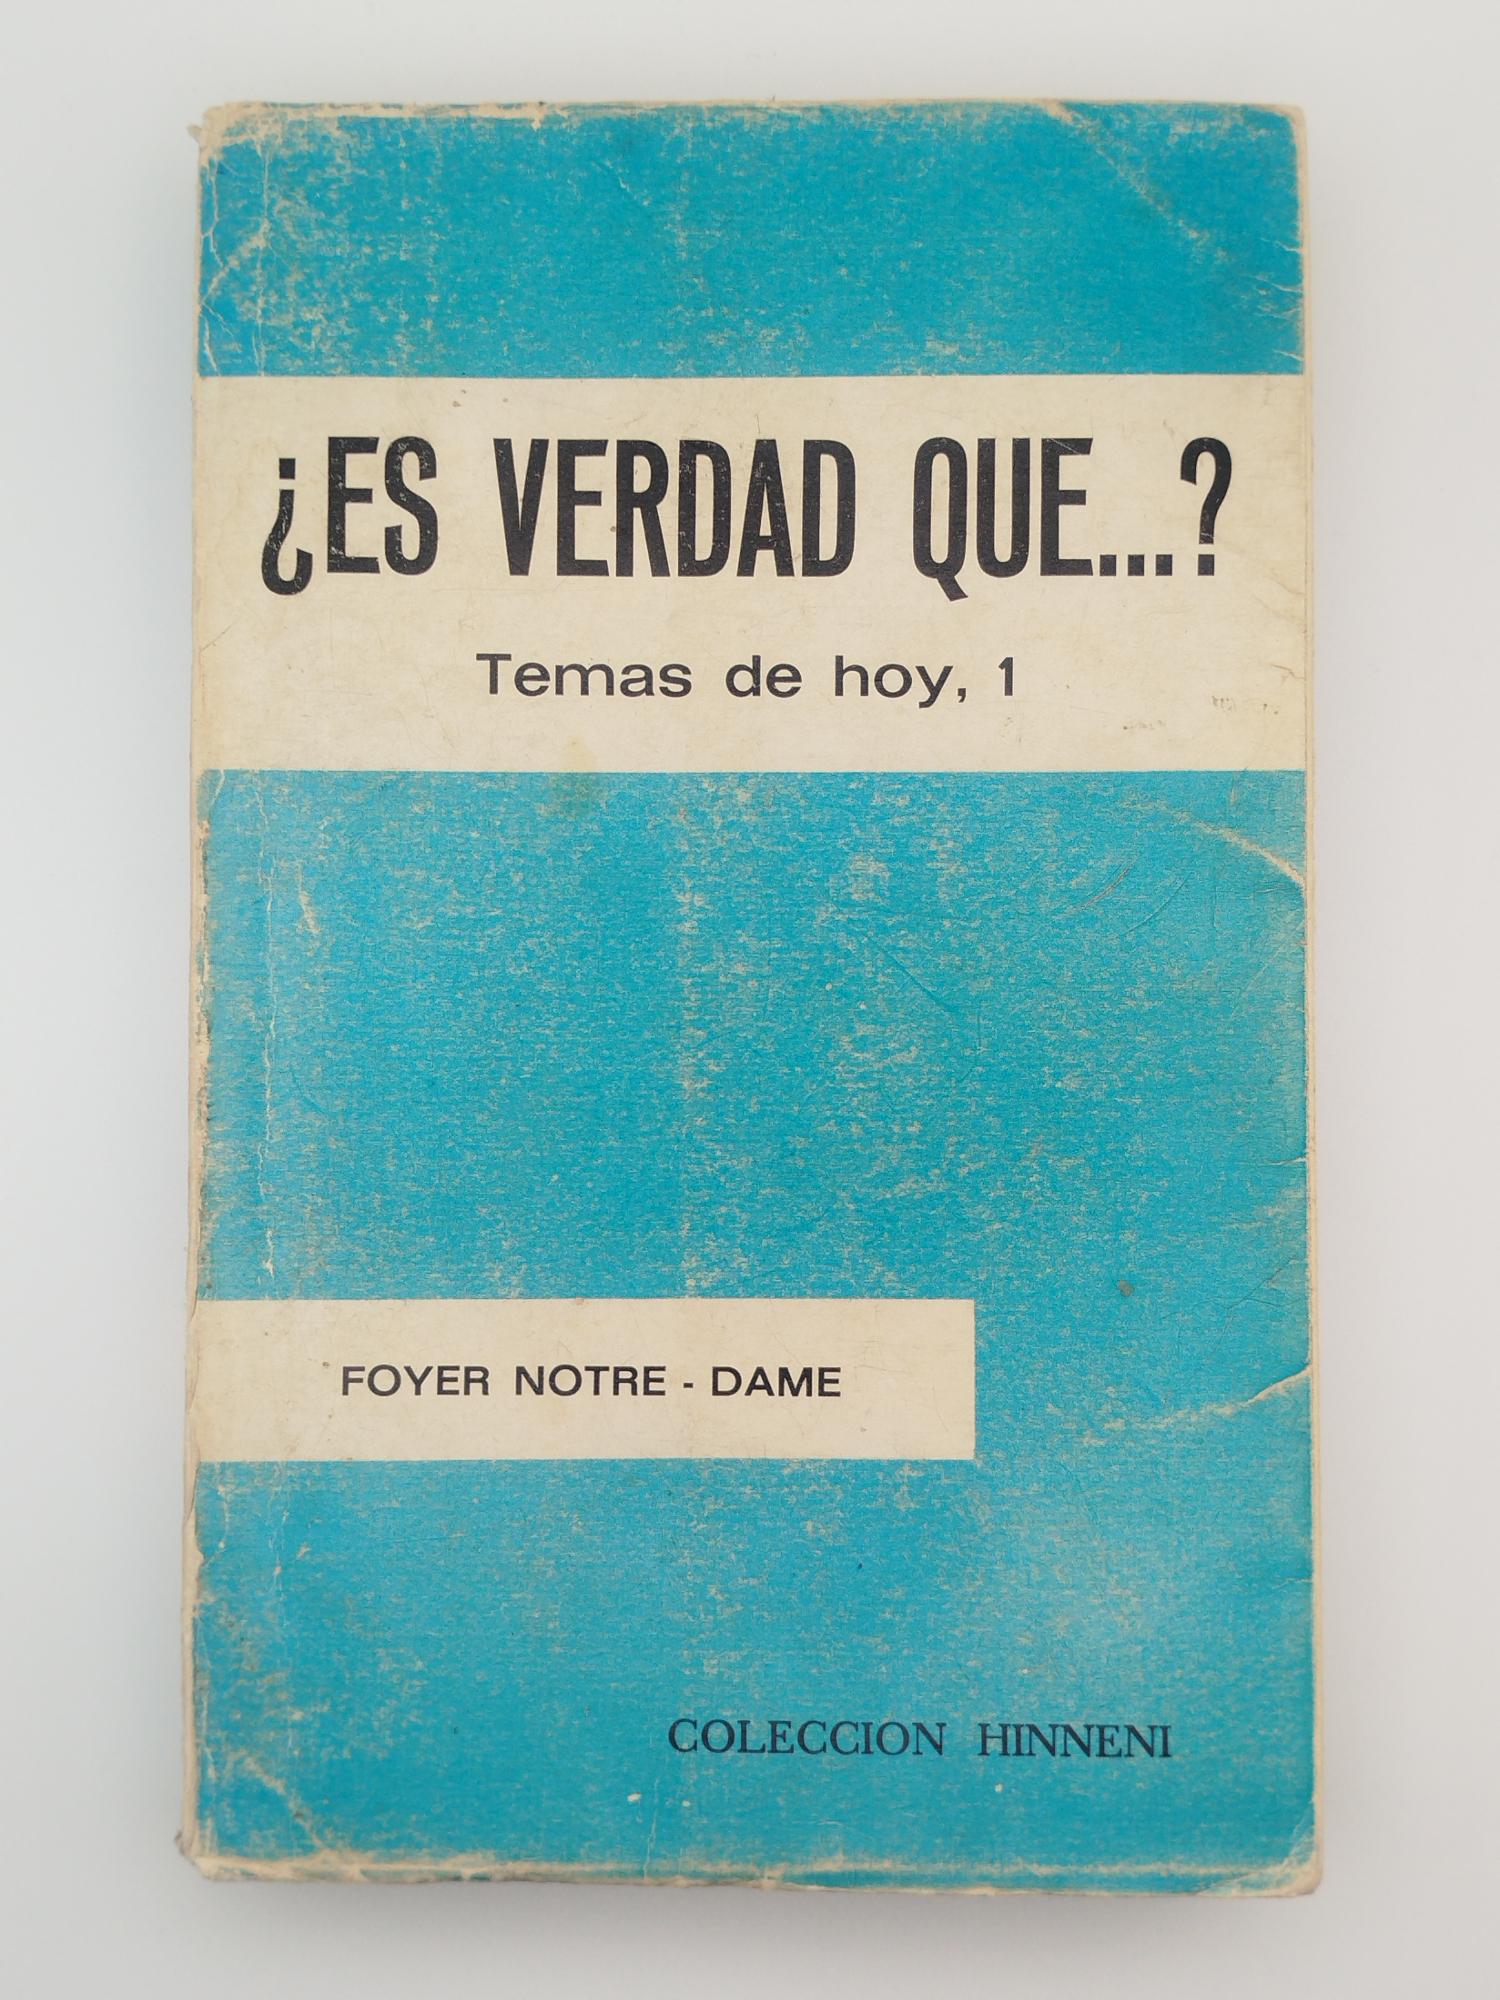 ¿ES VERDAD QUE...?
Temas de hoy, 1
FOYER NOTRE - DAME
COLECCION HINNENI